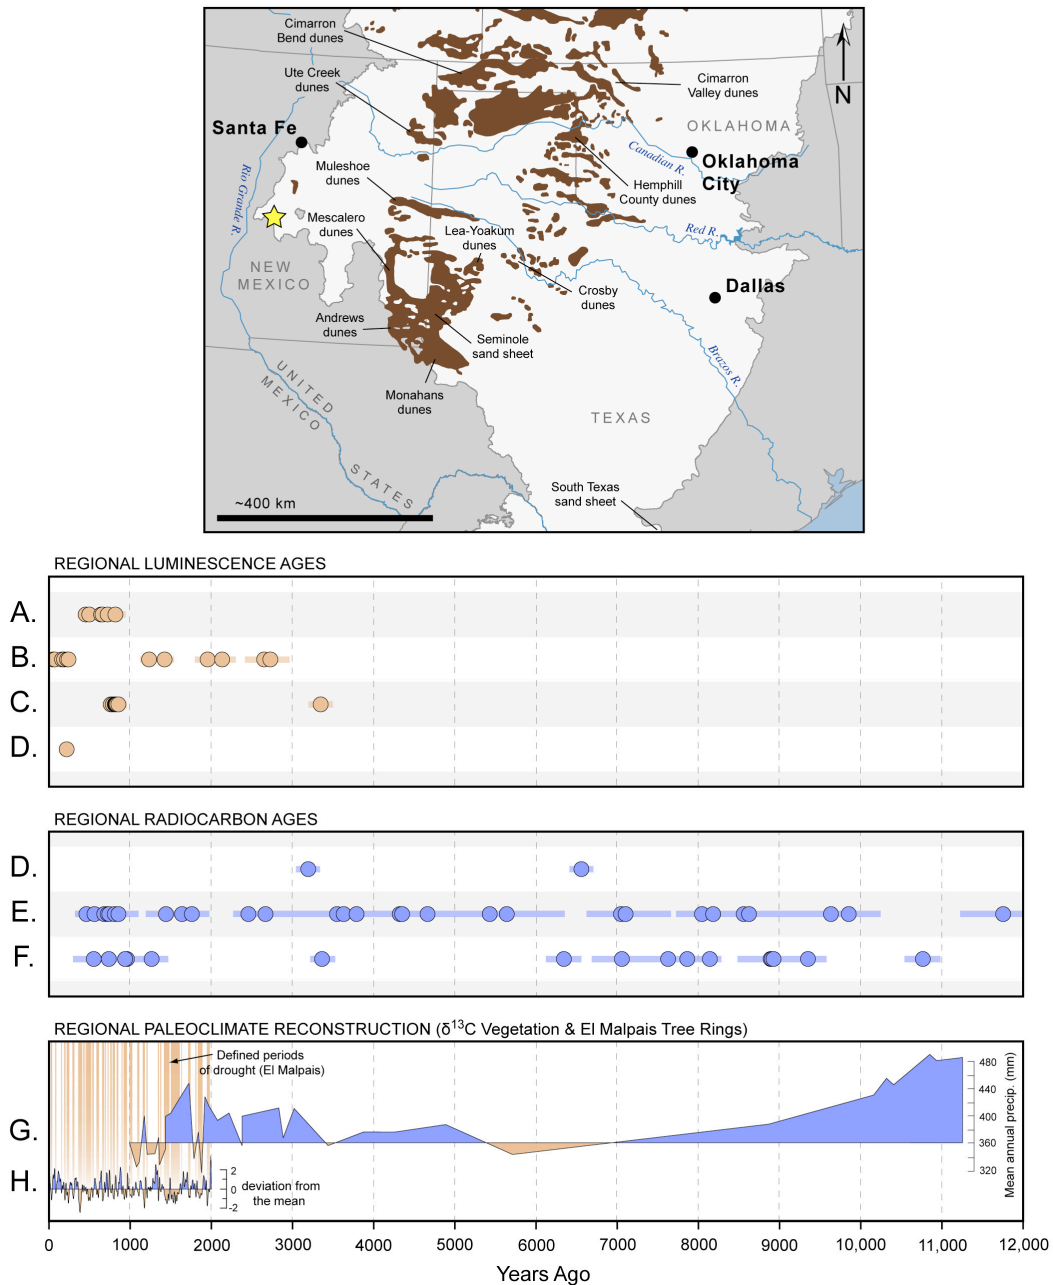 Cimarron
Bend dunes
Ute Creek
dunes
Cimarron
Valley dunes
N
OKLAHOMA
Santa Fe
Canadian R.
Oklahoma
City
Muleshoe
dunes
Hemphill
County dunes
Rio Grande R.
Mescalero
dunes
Lea-Yoakum
dunes
Red R.
NEW
MEXICO
Crosby
dunes
Dallas
Andrews
dunes
Seminole
sand sheet
Brazos R.
Monahans
dunes
UNITED
MEXICO
STATES
TEXAS
South Texas
sand sheet
~400 km
REGIONAL LUMINESCENCE AGES
A.
B.
C.
D.
REGIONAL RADIOCARBON AGES
D.
E.
F.
REGIONAL PALEOCLIMATE RECONSTRUCTION (δ¹³C Vegetation & El Malpais Tree Rings)
Defined periods
of drought (El Malpais)
G.
H.
480
440
400
360
320
Mean annual precip. (mm)
2
0
-2
deviation from
the mean
0 1000 2000 3000 4000 5000 6000 7000 8000 9000 10,000 11,000 12,000
Years Ago